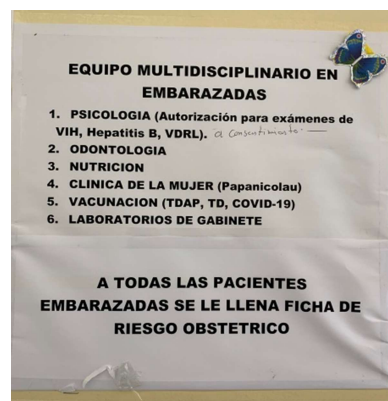 EQUIPO MULTIDISCIPLINARIO EN
EMBARAZADAS
1. PSICOLOGIA (Autorización para exámenes de
VIH, Hepatitis B, VDRL). a consentimiento.
2. ODONTOLOGIA
3. NUTRICION
4. CLINICA DE LA MUJER (Papanicolau)
5. VACUNACION (TDAP, TD, COVID-19)
6. LABORATORIOS DE GABINETE
A TODAS LAS PACIENTES
EMBARAZADAS SE LE LLENA FICHA DE
RIESGO OBSTETRICO